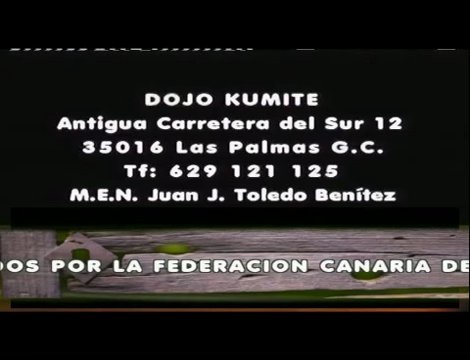 DOJO KUMITE
Antigua Carretera del Sur 12
35016 Las Palmas G.C.
Tf: 629 121 125
M.E.N. Juan J. Toledo Benítez
POR LA FEDERACION CANARIA DE